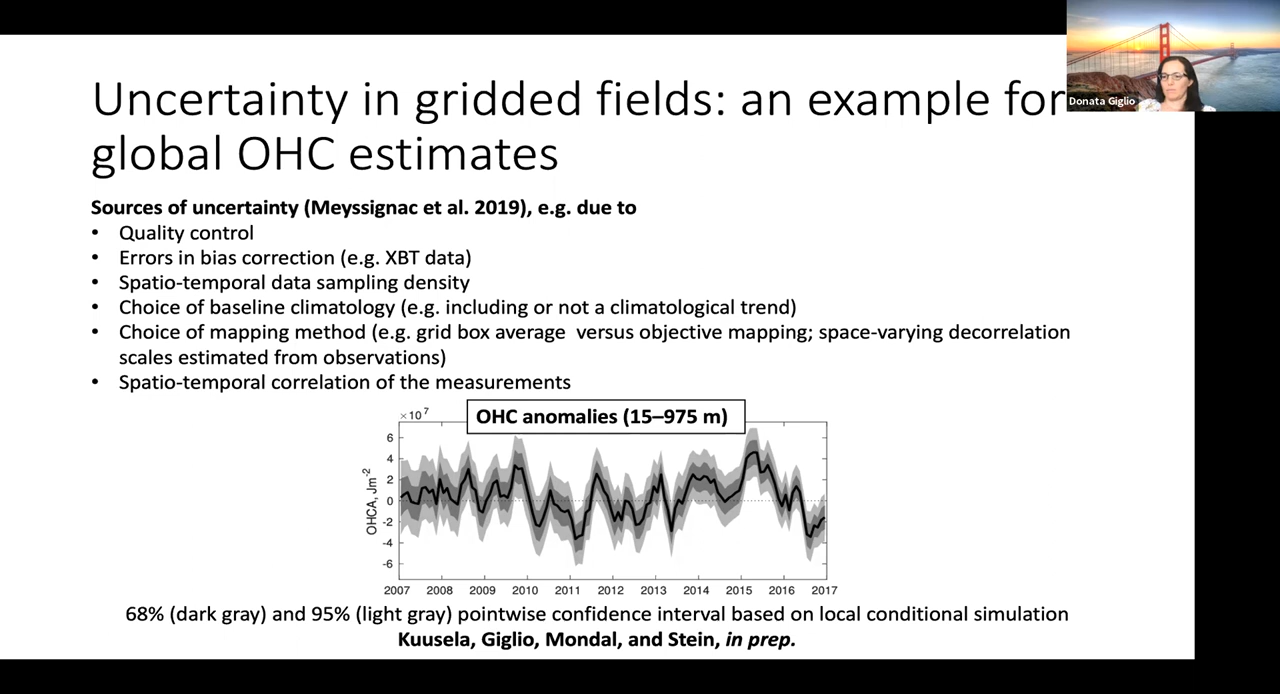 Uncertainty in gridded fields: an example for
global OHC estimates
Donata Giglio
Sources of uncertainty (Meyssignac et al. 2019), e.g. due to
• Quality control
• Errors in bias correction (e.g. XBT data)
• Spatio-temporal data sampling density
• Choice of baseline climatology (e.g. including or not a climatological trend)
• Choice of mapping method (e.g. grid box average versus objective mapping; space-varying decorrelation
scales estimated from observations)
• Spatio-temporal correlation of the measurements
×10^7
OHC anomalies (15–975 m)
OHCA, Jm^-2
6
4
2
0
-2
-4
-6
2007 2008 2009 2010 2011 2012 2013 2014 2015 2016 2017
68% (dark gray) and 95% (light gray) pointwise confidence interval based on local conditional simulation
Kuusela, Giglio, Mondal, and Stein, in prep.